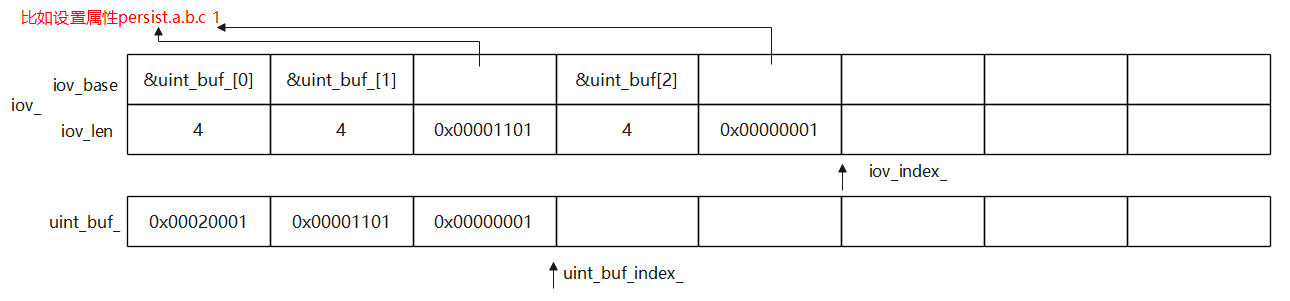 比如设置属性persist.a.b.c 1
iov_
iov_base &uint_buf_[0] &uint_buf_[1] &uint_buf[2]
iov_len 4 4 0x00001101 4 0x00000001
iov_index_
uint_buf_ 0x00020001 0x00001101 0x00000001
uint_buf_index_